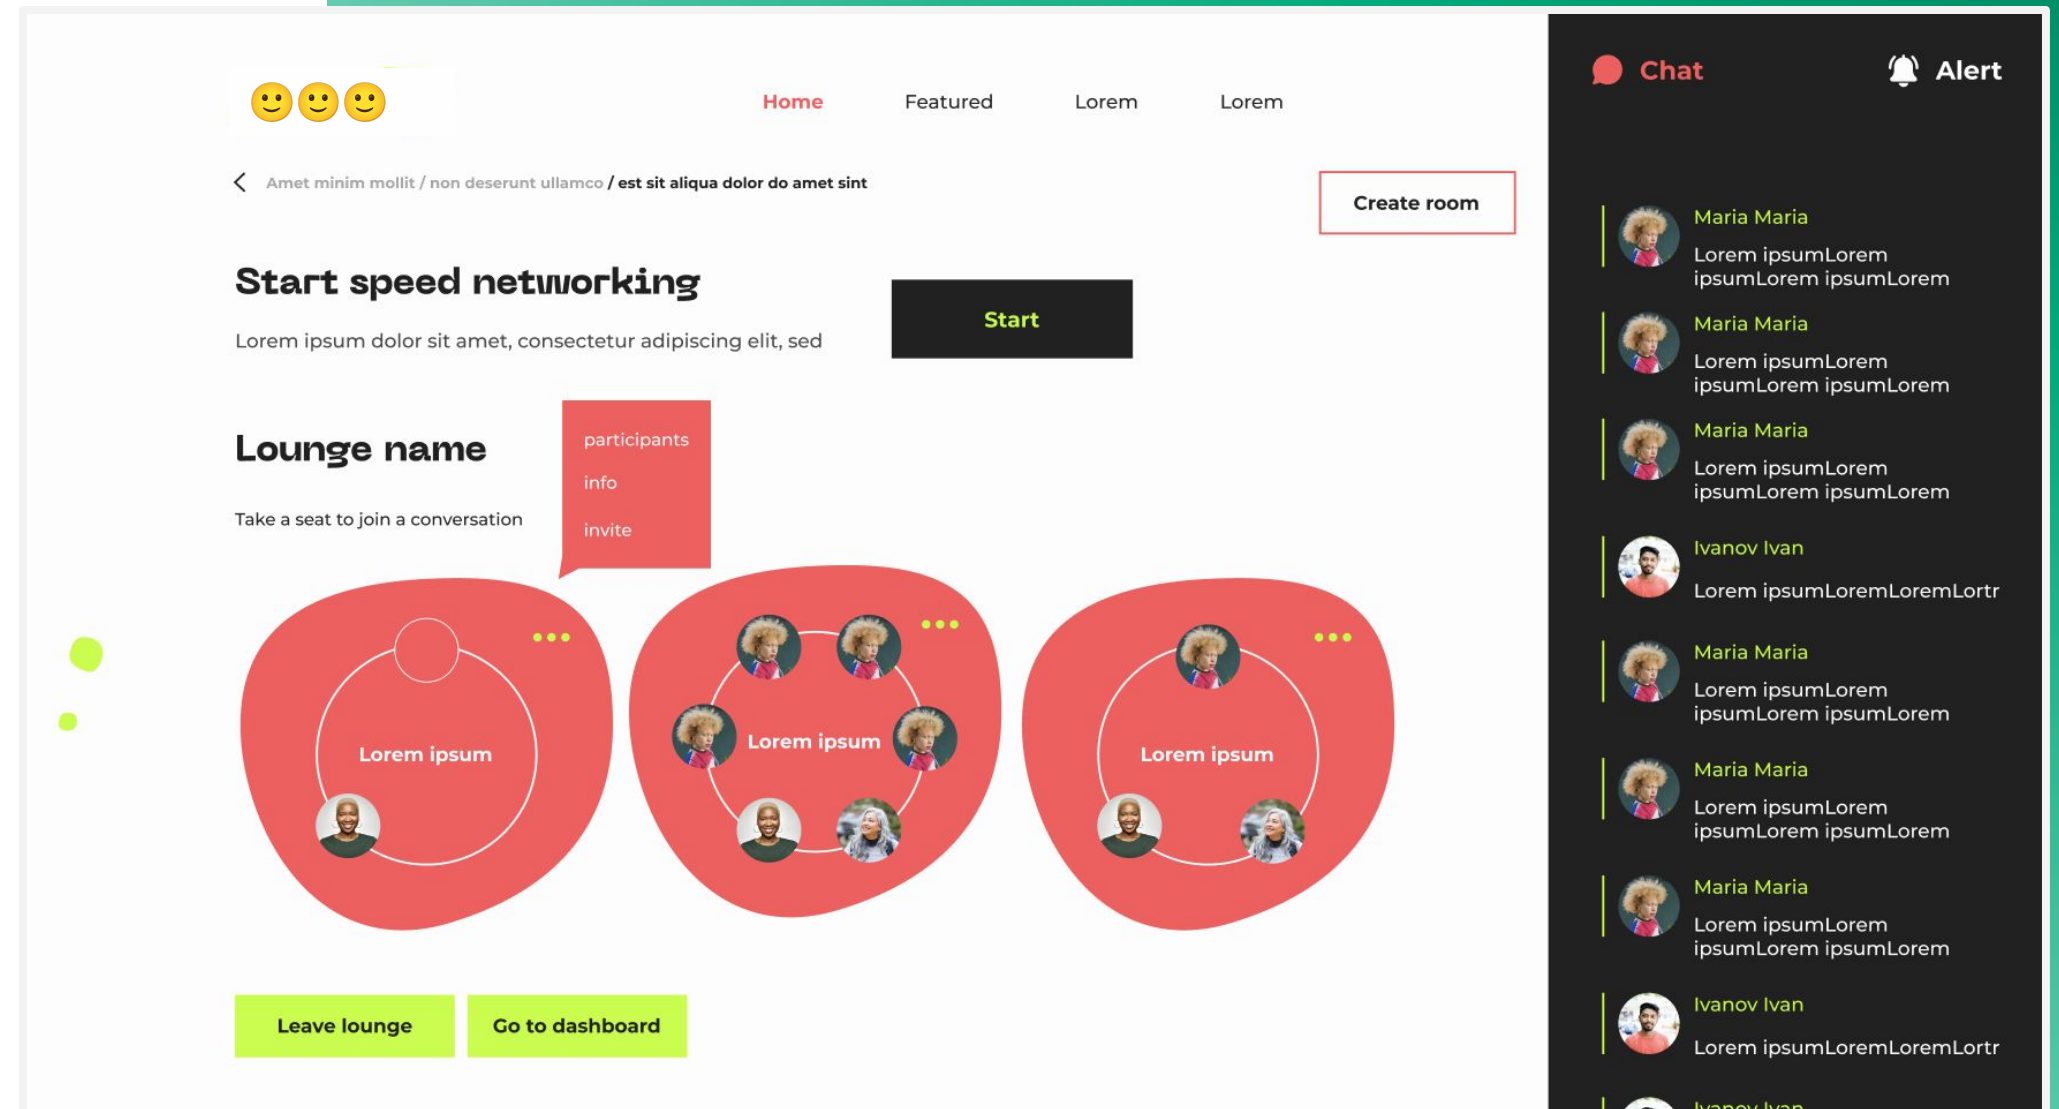 Home
Featured
Lorem
Lorem
Amet minim mollit / non deserunt ullamco / est sit aliqua dolor do amet sint
Create room
Start speed networking
Lorem ipsum dolor sit amet, consectetur adipiscing elit, sed
Start
Lounge name
Take a seat to join a conversation
participants
info
invite
Lorem ipsum
Lorem ipsum
Lorem ipsum
Leave lounge
Go to dashboard
Chat
Alert
Maria Maria
Lorem ipsumLorem
ipsumLorem ipsumLorem
Maria Maria
Lorem ipsumLorem
ipsumLorem ipsumLorem
Maria Maria
Lorem ipsumLorem
ipsumLorem ipsumLorem
Ivanov Ivan
Lorem ipsumLoremLoremLortr
Maria Maria
Lorem ipsumLorem
ipsumLorem ipsumLorem
Maria Maria
Lorem ipsumLorem
ipsumLorem ipsumLorem
Maria Maria
Lorem ipsumLorem
ipsumLorem ipsumLorem
Ivanov Ivan
Lorem ipsumLoremLoremLortr
Ivanov Ivan